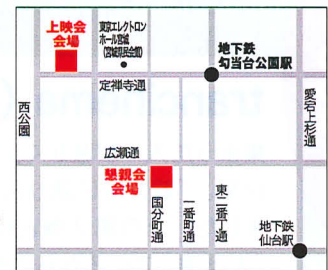 上映会
会場
東京エレクトロン
ホール宮城
(宮城県民会館)
地下鉄
勾当台公園駅
定禅寺通
西公園
愛宕上杉通
広瀬通
懇親会
会場
国分町通
一番町通
東二番丁通
地下鉄
仙台駅